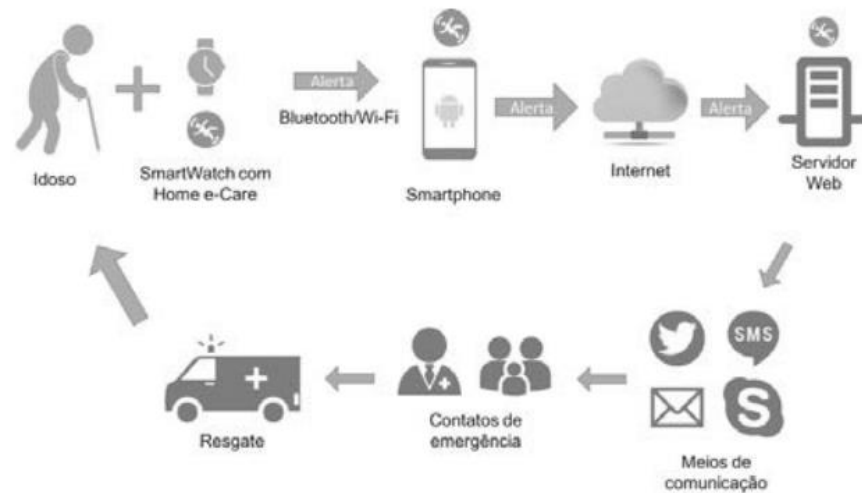 Alerta
Bluetooth/Wi-Fi
Alerta
Alerta
Idoso
SmartWatch com
Home e-Care
Smartphone
Internet
Servidor
Web
SMS
S
Resgate
Contatos de
emergência
Meios de
comunicação